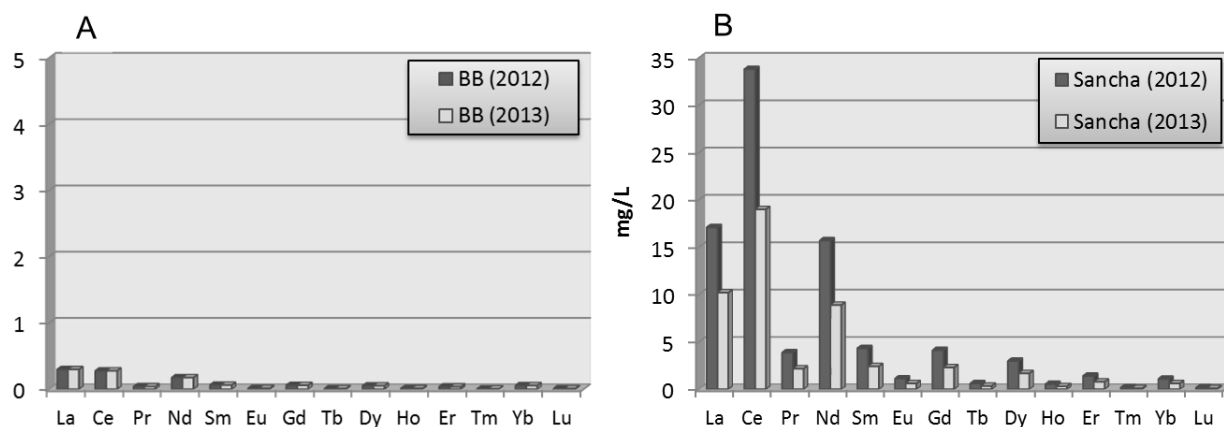 A
5
4
3
2
1
0
BB (2012)
BB (2013)
La Ce Pr Nd Sm Eu Gd Tb Dy Ho Er Tm Yb Lu
B
mg/L
35
30
25
20
15
10
5
0
Sancha (2012)
Sancha (2013)
La Ce Pr Nd Sm Eu Gd Tb Dy Ho Er Tm Yb Lu